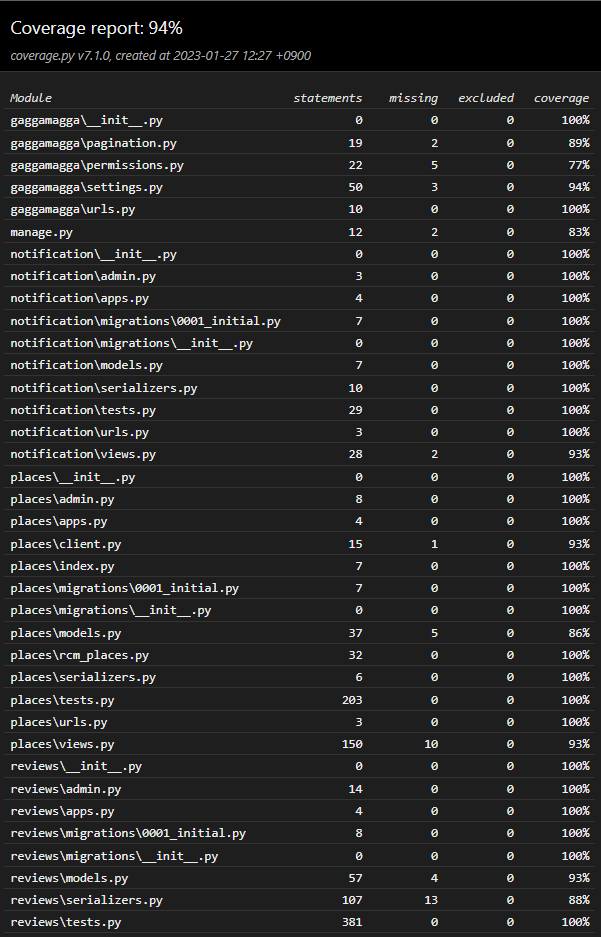 Coverage report: 94%
coverage.py v7.1.0, created at 2023-01-27 12:27 +0900
Module statements missing excluded coverage
gaggamagga\__init__.py 0 0 0 100%
gaggamagga\pagination.py 19 2 0 89%
gaggamagga\permissions.py 22 5 0 77%
gaggamagga\settings.py 50 3 0 94%
gaggamagga\urls.py 10 0 0 100%
manage.py 12 2 0 83%
notification\__init__.py 0 0 0 100%
notification\admin.py 3 0 0 100%
notification\apps.py 4 0 0 100%
notification\migrations\0001_initial.py 7 0 0 100%
notification\migrations\__init__.py 0 0 0 100%
notification\models.py 7 0 0 100%
notification\serializers.py 10 0 0 100%
notification\tests.py 29 0 0 100%
notification\urls.py 3 0 0 100%
notification\views.py 28 2 0 93%
places\__init__.py 0 0 0 100%
places\admin.py 8 0 0 100%
places\apps.py 4 0 0 100%
places\client.py 15 1 0 93%
places\index.py 7 0 0 100%
places\migrations\0001_initial.py 7 0 0 100%
places\migrations\__init__.py 0 0 0 100%
places\models.py 37 5 0 86%
places\rcm_places.py 32 0 0 100%
places\serializers.py 6 0 0 100%
places\tests.py 203 0 0 100%
places\urls.py 3 0 0 100%
places\views.py 150 10 0 93%
reviews\__init__.py 0 0 0 100%
reviews\admin.py 14 0 0 100%
reviews\apps.py 4 0 0 100%
reviews\migrations\0001_initial.py 8 0 0 100%
reviews\migrations\__init__.py 0 0 0 100%
reviews\models.py 57 4 0 93%
reviews\serializers.py 107 13 0 88%
reviews\tests.py 381 0 0 100%